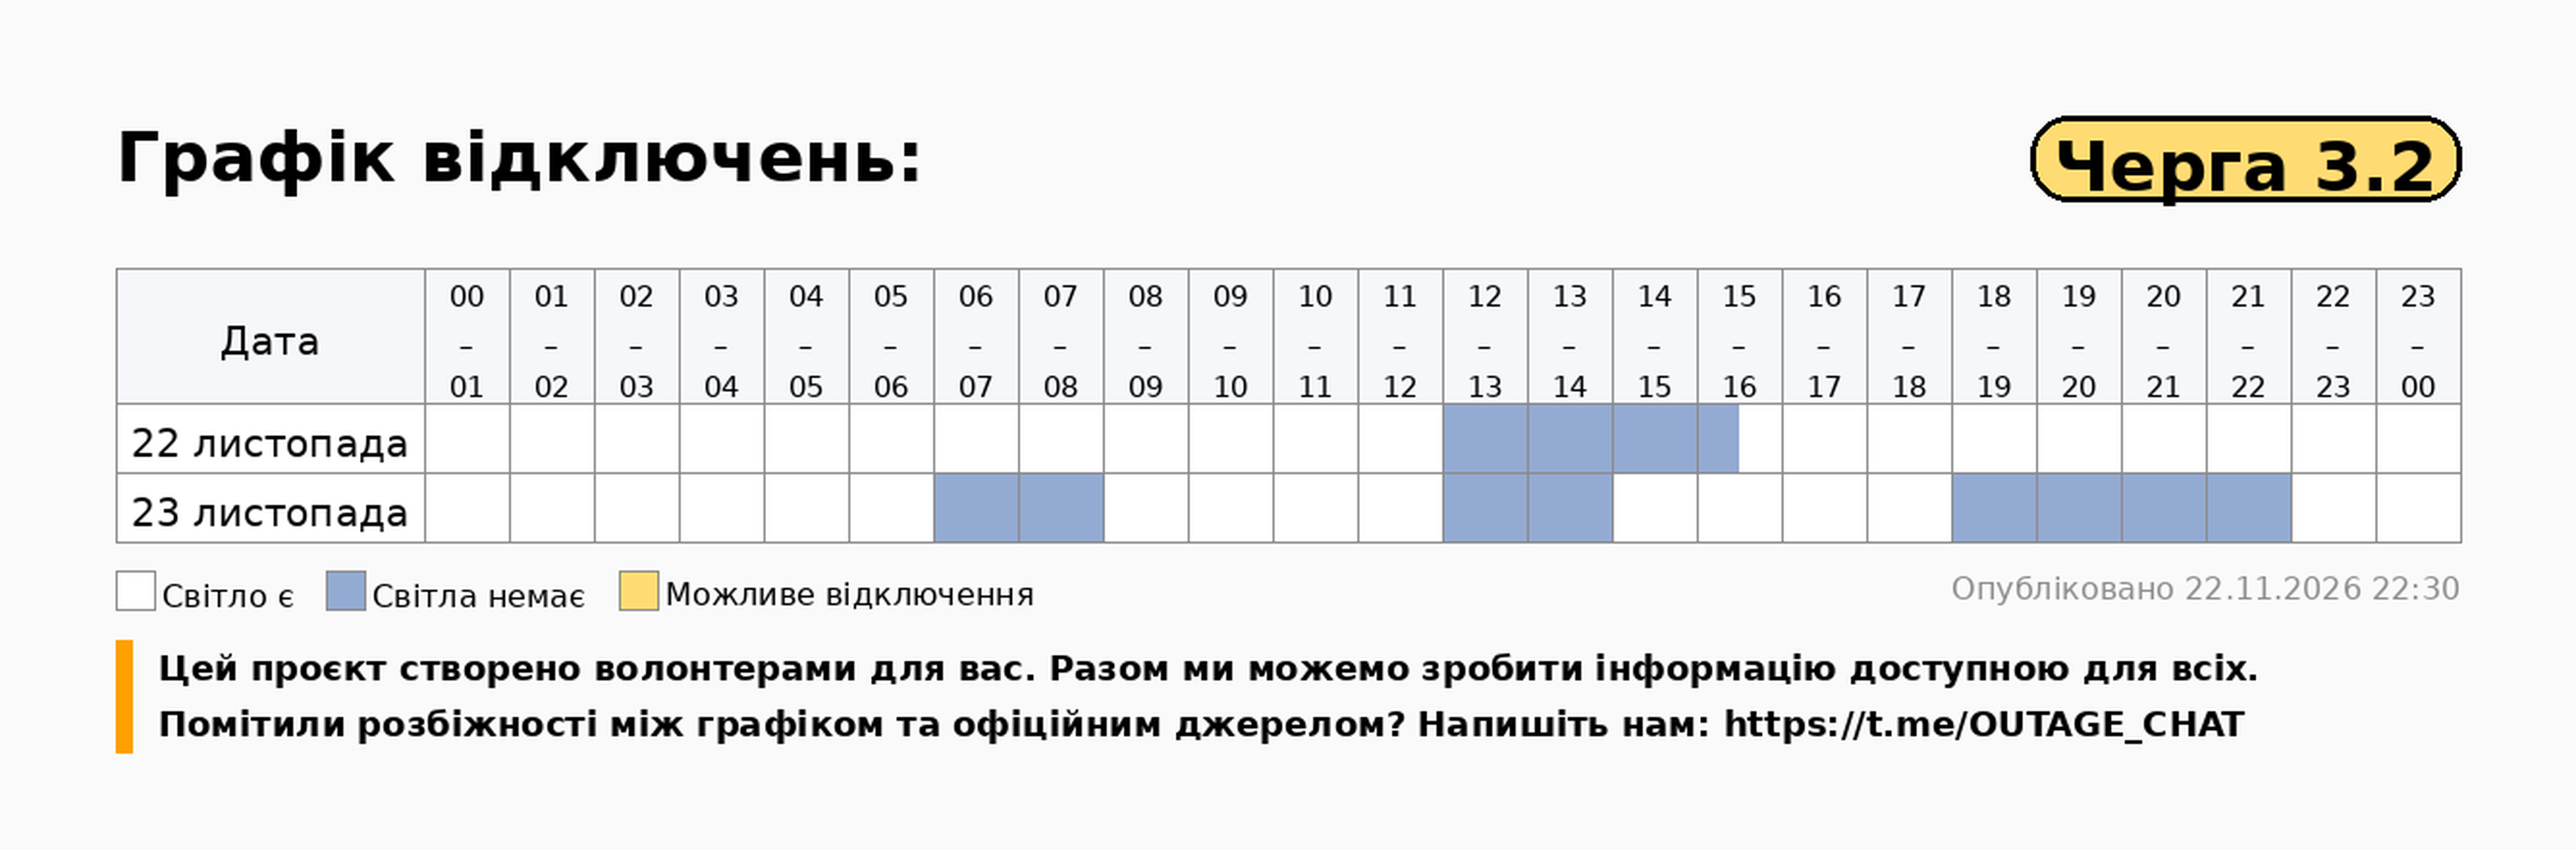 Графік відключень:
Черга 3.2
Дата
00 – 01
01 – 02
02 – 03
03 – 04
04 – 05
05 – 06
06 – 07
07 – 08
08 – 09
09 – 10
10 – 11
11 – 12
12 – 13
13 – 14
14 – 15
15 – 16
16 – 17
17 – 18
18 – 19
19 – 20
20 – 21
21 – 22
22 – 23
23 – 00
22 листопада
23 листопада
Світло є
Світла немає
Можливе відключення
Опубліковано 22.11.2026 22:30
Цей проєкт створено волонтерами для вас. Разом ми можемо зробити інформацію доступною для всіх.
Помітили розбіжності між графіком та офіційним джерелом? Напишіть нам: https://t.me/OUTAGE_CHAT